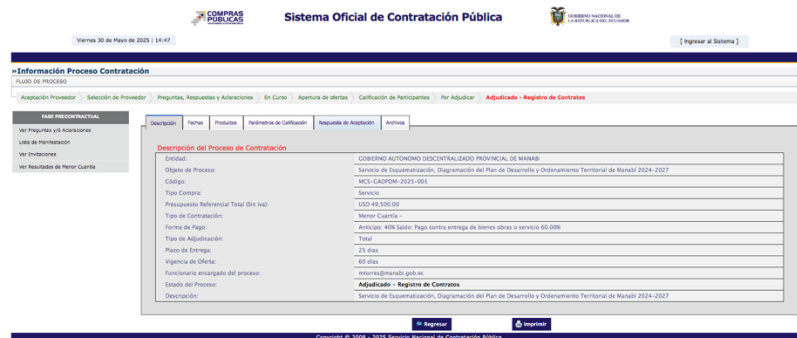 COMPRAS PÚBLICAS
Sistema Oficial de Contratación Pública
GOBIERNO NACIONAL DE LA REPUBLICA DEL ECUADOR
Viernes 30 de Mayo de 2025 | 14:47
[ Ingresar al Sistema ]
»Información Proceso Contratación
FLUJO DE PROCESO
Aceptación Proveedor
Selección de Proveedor
Preguntas, Respuestas y Aclaraciones
En Curso
Apertura de ofertas
Calificación de Participantes
Por Adjudicar
Adjudicado - Registro de Contratos
FASE PRECONTRACTUAL
Ver Preguntas y/ó Aclaraciones
Lista de Manifestación
Ver Invitaciones
Ver Resultados de Menor Cuantía
Descripción
Fechas
Productos
Parámetros de Calificación
Respuesta de Aceptación
Archivos
Descripción del Proceso de Contratación
Entidad: GOBIERNO AUTONOMO DESCENTRALIZADO PROVINCIAL DE MANABI
Objeto de Proceso: Servicio de Esquematización, Diagramación del Plan de Desarrollo y Ordenamiento Territorial de Manabí 2024-2027
Código: MCS-GADPDM-2025-001
Tipo Compra: Servicio
Presupuesto Referencial Total (Sin Iva): USD 49,500.00
Tipo de Contratación: Menor Cuantía -
Forma de Pago: Anticipo: 40% Saldo: Pago contra entrega de bienes obras o servicio 60.00%
Tipo de Adjudicación: Total
Plazo de Entrega: 25 días
Vigencia de Oferta: 60 días
Funcionario encargado del proceso: mtorres@manabi.gob.ec
Estado del Proceso: Adjudicado - Registro de Contratos
Descripción: Servicio de Esquematización, Diagramación del Plan de Desarrollo y Ordenamiento Territorial de Manabí 2024-2027
Regresar
Imprimir
Copyright © 2008 - 2025 Servicio Nacional de Contratación Pública